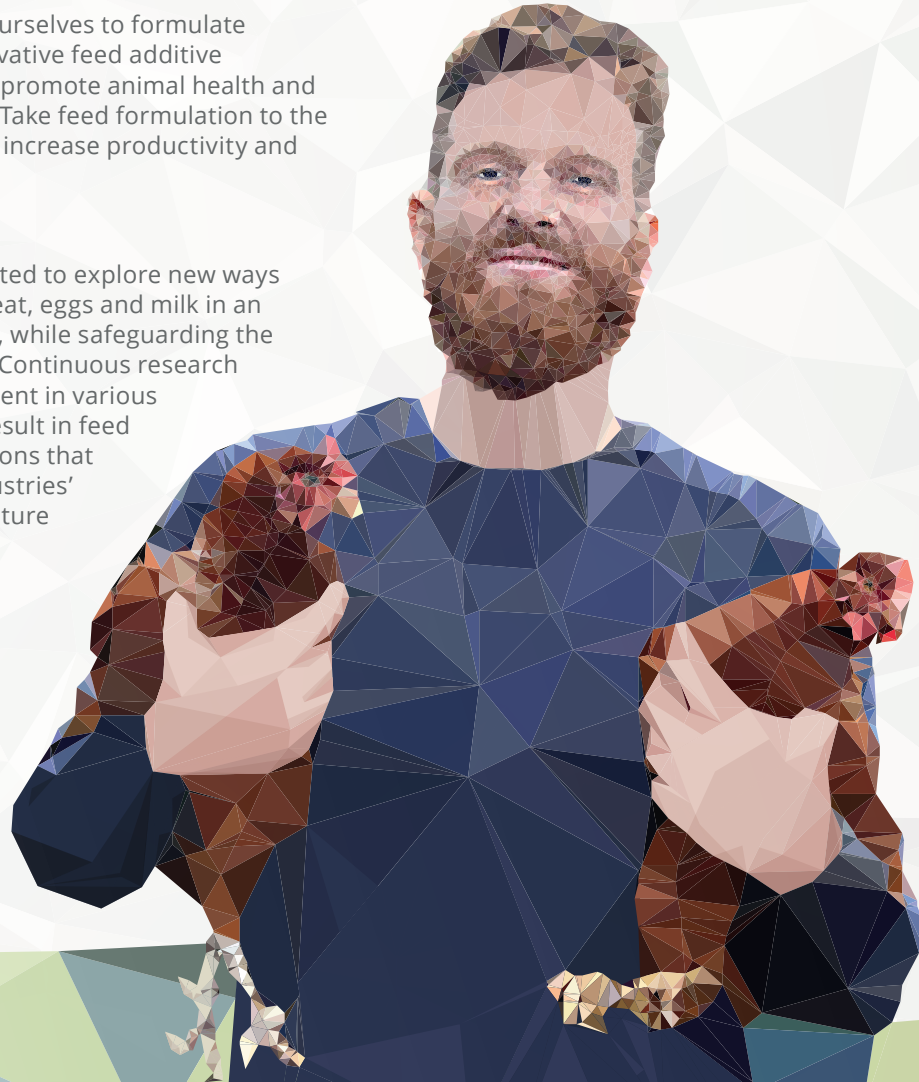 urselves to formulate
vative feed additive
promote animal health and
Take feed formulation to the
increase productivity and
ted to explore new ways
eat, eggs and milk in an
, while safeguarding the
Continuous research
ent in various
esult in feed
ons that
ustries’
ture